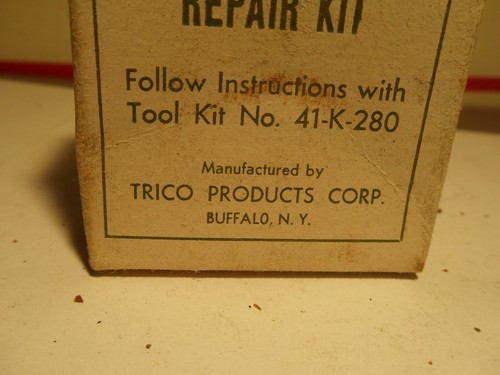 REPAIR KIT
Follow Instructions with
Tool Kit No. 41-K-280
Manufactured by
TRICO PRODUCTS CORP.
BUFFALO, N. Y.